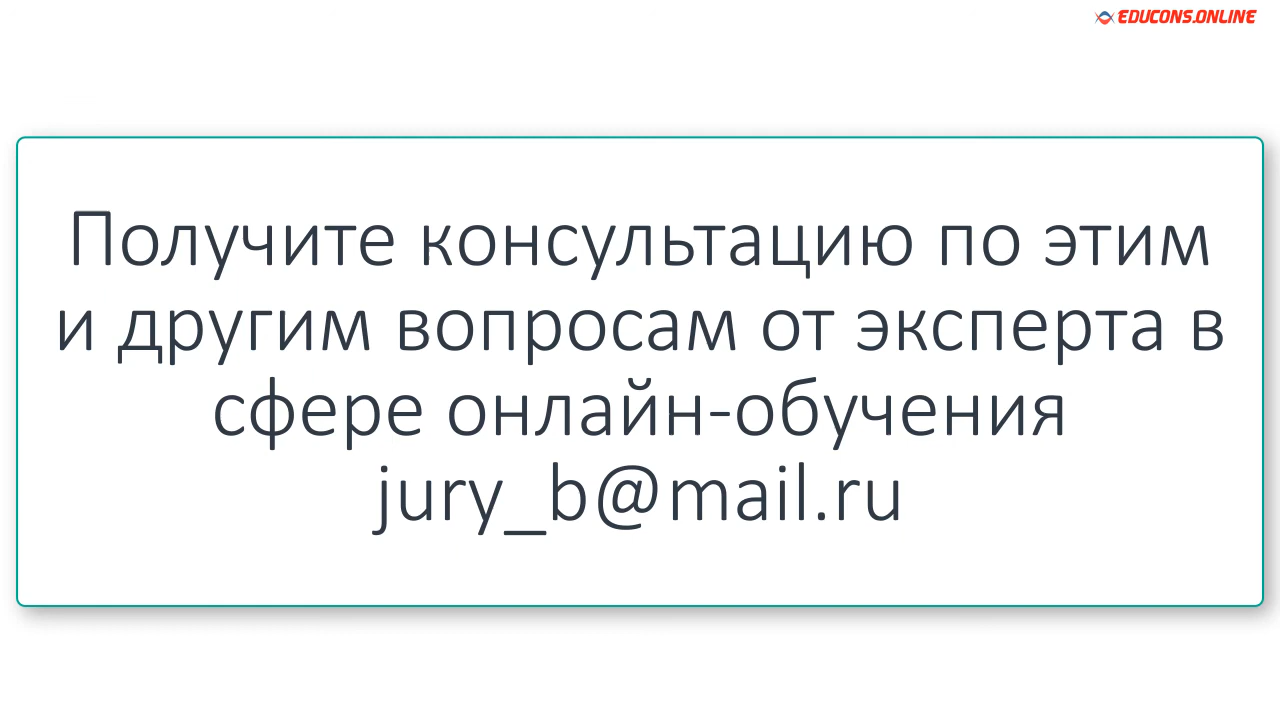 EDUCONS.ONLINE
Получите консультацию по этим
и другим вопросам от эксперта в
сфере онлайн-обучения
jury_b@mail.ru